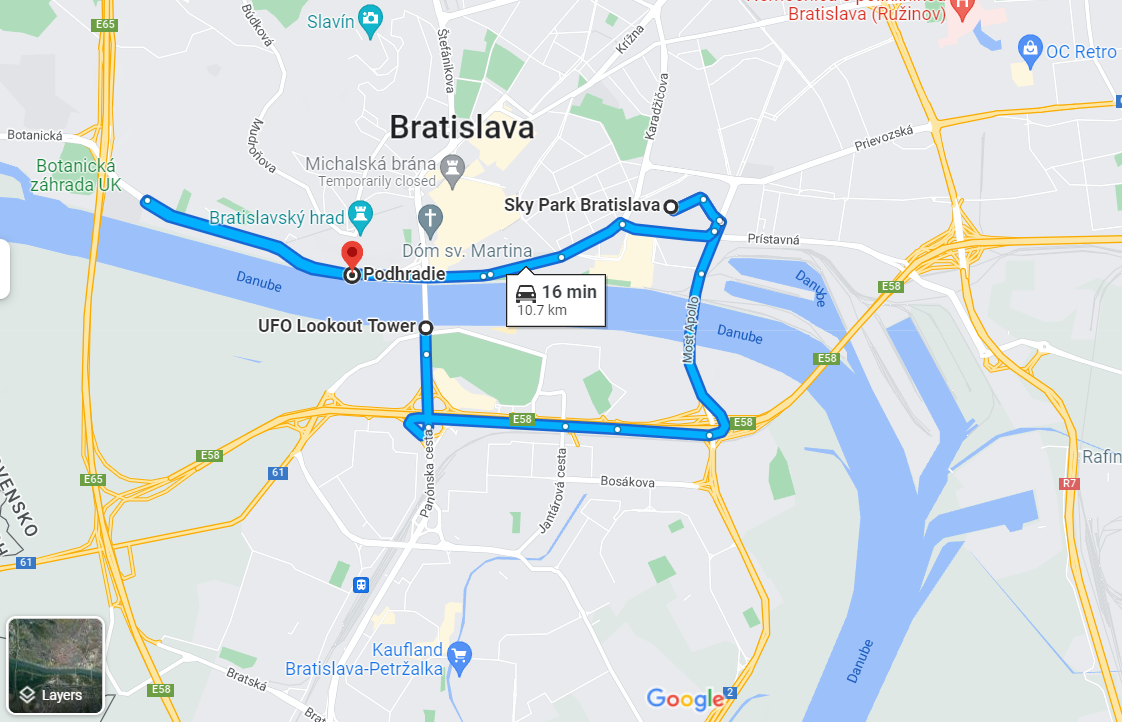 E65
Búdkova
Slavín
Štefánikova
Krížna
Bratislava (Ružinov)
OC Retro
Karadžičova
Botanická
Mudroňova
Bratislava
Prievozská
Botanická
záhrada UK
Michalská brána
Temporarily closed
Sky Park Bratislava
Bratislavský hrad
Dóm sv. Martina
Prístavná
Podhradie
Danube
16 min
10.7 km
Danube
E58
UFO Lookout Tower
Most Apollo
Danube
E58
E58
E58
E58
61
Panónska cesta
Jantárová cesta
Bosákova
Rafin
E65
R7
61
Kaufland
Bratislava-Petržalka
Danube
Bratská
E58
Layers
Google
2